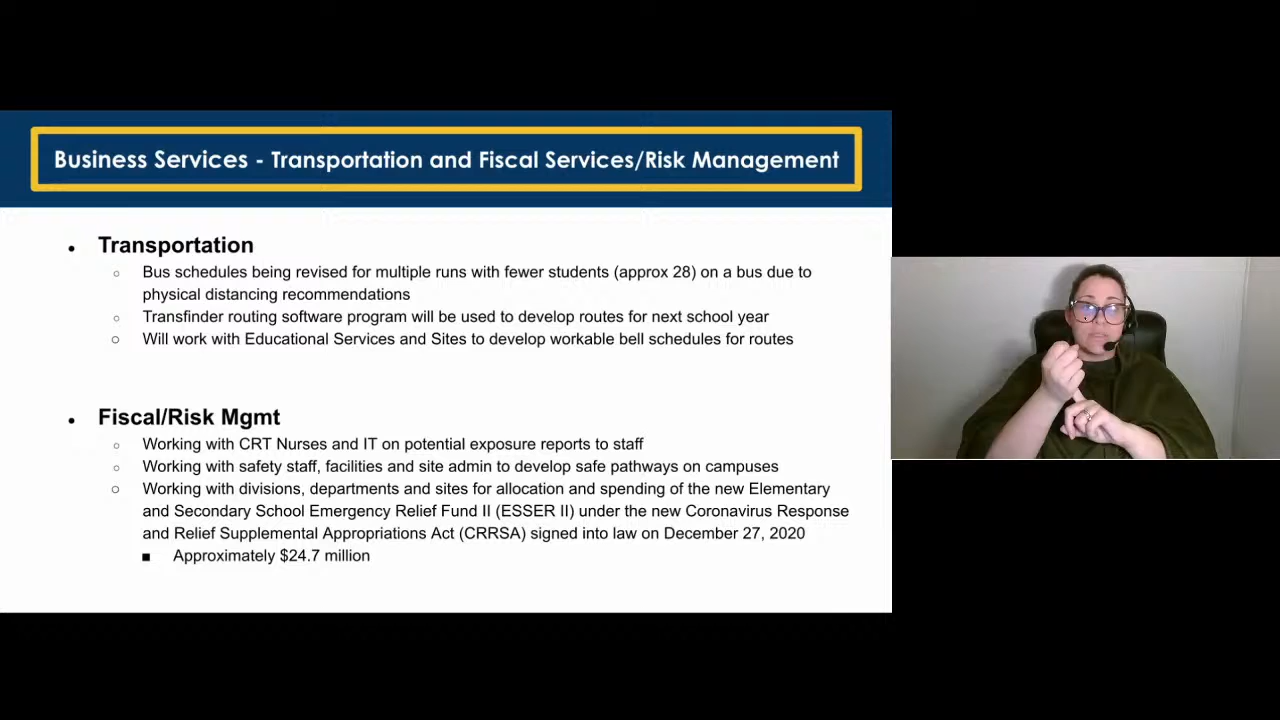 Business Services - Transportation and Fiscal Services/Risk Management
● Transportation
○ Bus schedules being revised for multiple runs with fewer students (approx 28) on a bus due to
physical distancing recommendations
○ Transfinder routing software program will be used to develop routes for next school year
○ Will work with Educational Services and Sites to develop workable bell schedules for routes
● Fiscal/Risk Mgmt
○ Working with CRT Nurses and IT on potential exposure reports to staff
○ Working with safety staff, facilities and site admin to develop safe pathways on campuses
○ Working with divisions, departments and sites for allocation and spending of the new Elementary
and Secondary School Emergency Relief Fund II (ESSER II) under the new Coronavirus Response
and Relief Supplemental Appropriations Act (CRRSA) signed into law on December 27, 2020
■ Approximately $24.7 million